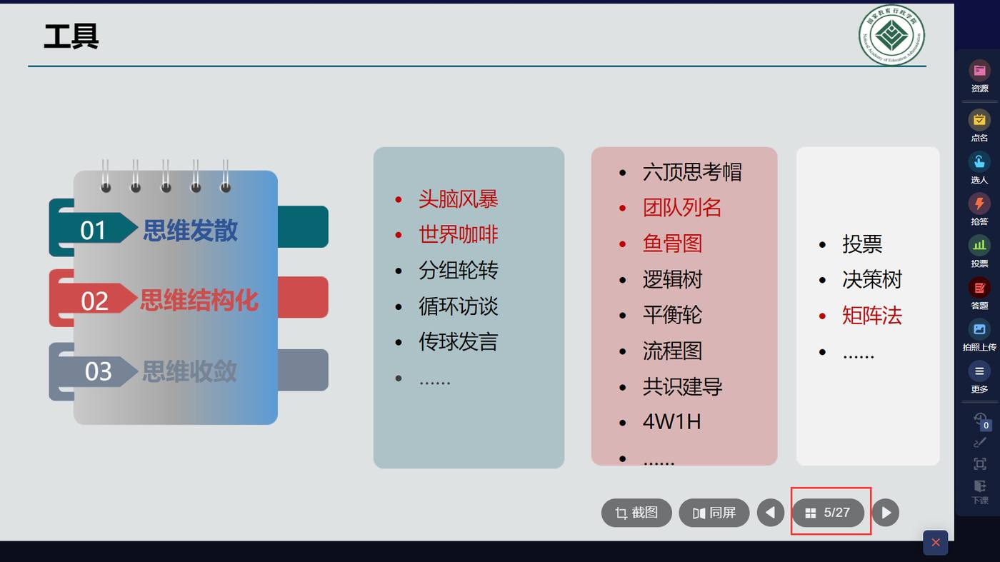 工具
国家教育行政学院
National Academy of Education Administration
01
思维发散
02
思维结构化
03
思维收敛
• 头脑风暴
• 世界咖啡
• 分组轮转
• 循环访谈
• 传球发言
• ......
• 六顶思考帽
• 团队列名
• 鱼骨图
• 逻辑树
• 平衡轮
• 流程图
• 共识建导
• 4W1H
• ......
• 投票
• 决策树
• 矩阵法
• ......
截图
同屏
5/27
资源
点名
选人
抢答
投票
答题
拍照上传
更多
0
下课